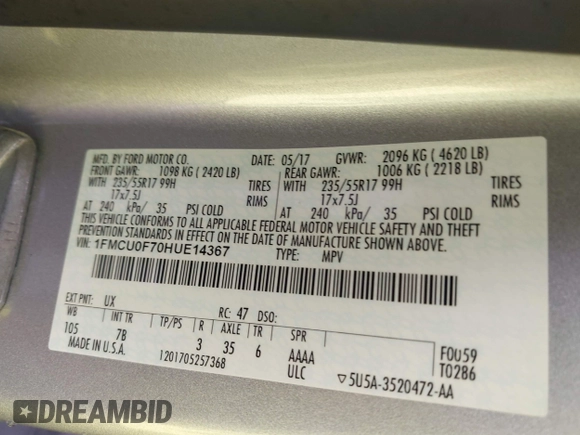 MFD. BY FORD MOTOR CO. DATE: 05/17 GVWR: 2096 KG ( 4620 LB)
FRONT GAWR: 1098 KG ( 2420 LB) REAR GAWR: 1006 KG ( 2218 LB)
WITH 235/55R17 99H TIRES WITH 235/55R17 99H TIRES
17x7.5J RIMS 17x7.5J RIMS
AT 240 kPa/ 35 PSI COLD AT 240 kPa/ 35 PSI COLD
THIS VEHICLE CONFORMS TO ALL APPLICABLE FEDERAL MOTOR VEHICLE SAFETY AND THEFT
PREVENTION STANDARDS IN EFFECT ON THE DATE OF MANUFACTURE SHOWN ABOVE.
VIN: 1FMCU0F70HUE14367 TYPE: MPV
EXT PNT: UX RC: 47 DSO:
WB INT TR TP/PS R AXLE TR SPR
105 7B 3 35 6 AAAA F0U59
MADE IN U.S.A. 1201705257368 ULC T0286
▽5U5A-3520472-AA
DREAMBID